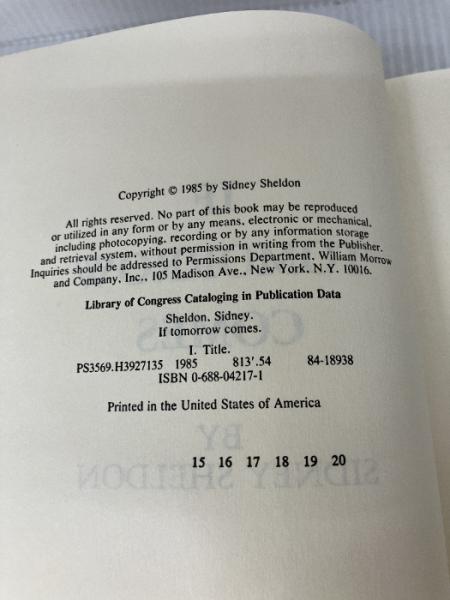 Copyright © 1985 by Sidney Sheldon
All rights reserved. No part of this book may be reproduced
or utilized in any form or by any means, electronic or mechanical,
including photocopying, recording or by any information storage
and retrieval system, without permission in writing from the Publisher.
Inquiries should be addressed to Permissions Department, William Morrow
and Company, Inc., 105 Madison Ave., New York, N.Y. 10016.
Library of Congress Cataloging in Publication Data
Sheldon, Sidney.
If tomorrow comes.
I. Title.
PS3569.H3927135 1985 813'.54 84-18938
ISBN 0-688-04217-1
Printed in the United States of America
15 16 17 18 19 20
BY
SIDNEY SHELDON